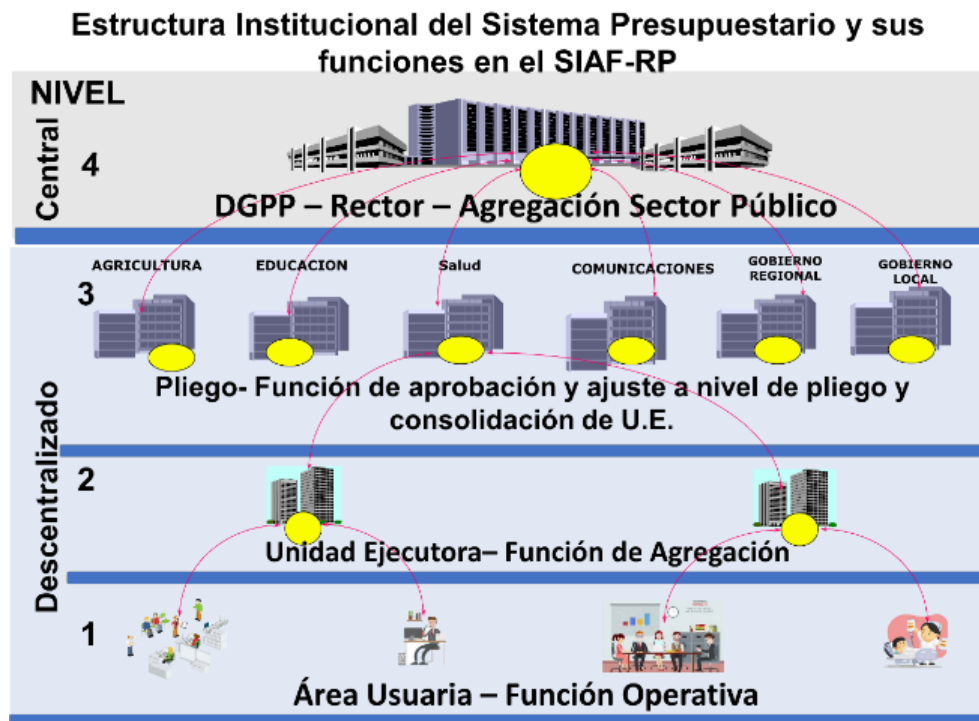 Estructura Institucional del Sistema Presupuestario y sus
funciones en el SIAF-RP
NIVEL
Central
4
DGPP – Rector – Agregación Sector Público
AGRICULTURA
EDUCACION
Salud
COMUNICACIONES
GOBIERNO
REGIONAL
GOBIERNO
LOCAL
3
Pliego- Función de aprobación y ajuste a nivel de pliego y
consolidación de U.E.
Descentralizado
2
Unidad Ejecutora– Función de Agregación
1
Área Usuaria – Función Operativa